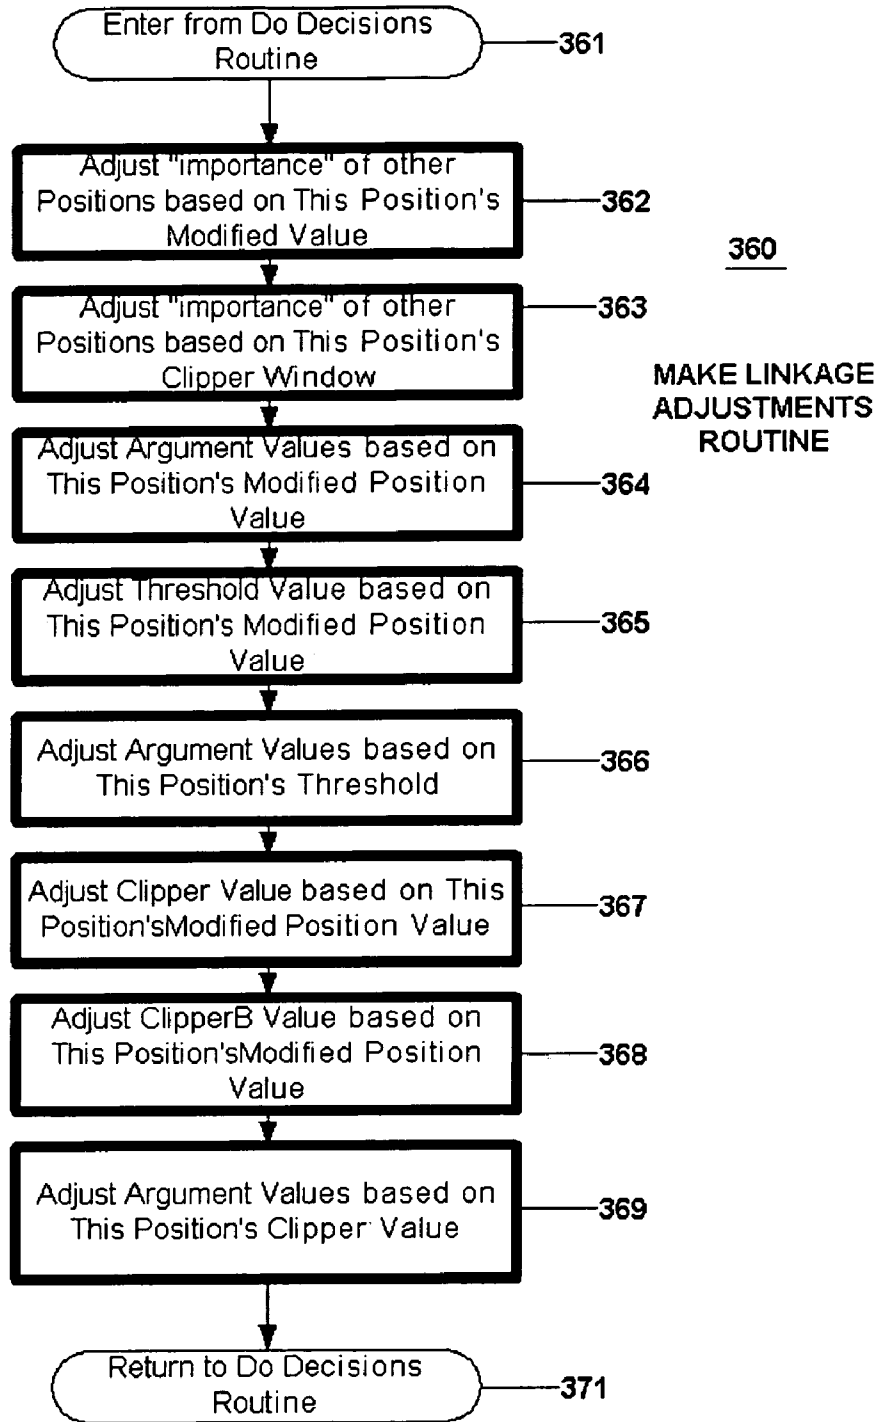 Enter from Do Decisions
Routine
361
Adjust "importance" of other
Positions based on This Position's
Modified Value
362
360
Adjust "importance" of other
Positions based on This Position's
Clipper Window
363
MAKE LINKAGE
ADJUSTMENTS
ROUTINE
Adjust Argument Values based on
This Position's Modified Position
Value
364
Adjust Threshold Value based on
This Position's Modified Position
Value
365
Adjust Argument Values based on
This Position's Threshold
366
Adjust Clipper Value based on This
Position'sModified Position Value
367
Adjust ClipperB Value based on
This Position'sModified Position
Value
368
Adjust Argument Values based on
This Position's Clipper Value
369
Return to Do Decisions
Routine
371